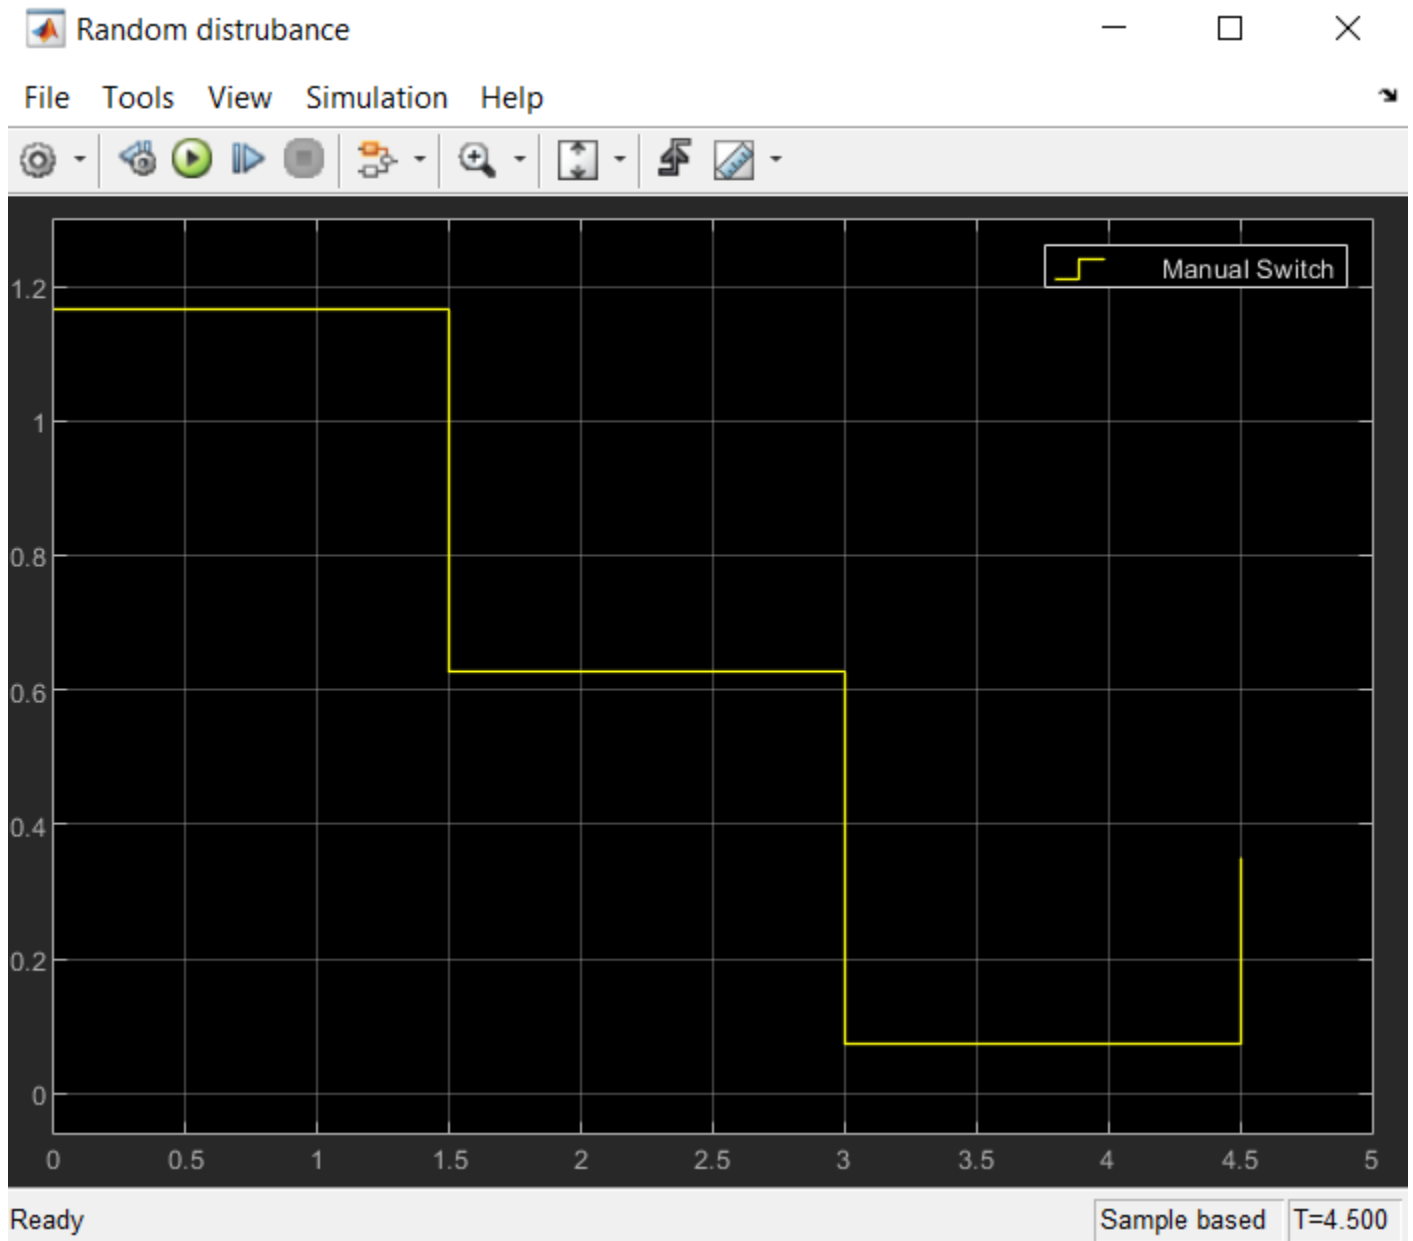 Random distrubance
File Tools View Simulation Help
Manual Switch
1.2
1
0.8
0.6
0.4
0.2
0
0 0.5 1 1.5 2 2.5 3 3.5 4 4.5 5
Ready Sample based T=4.500